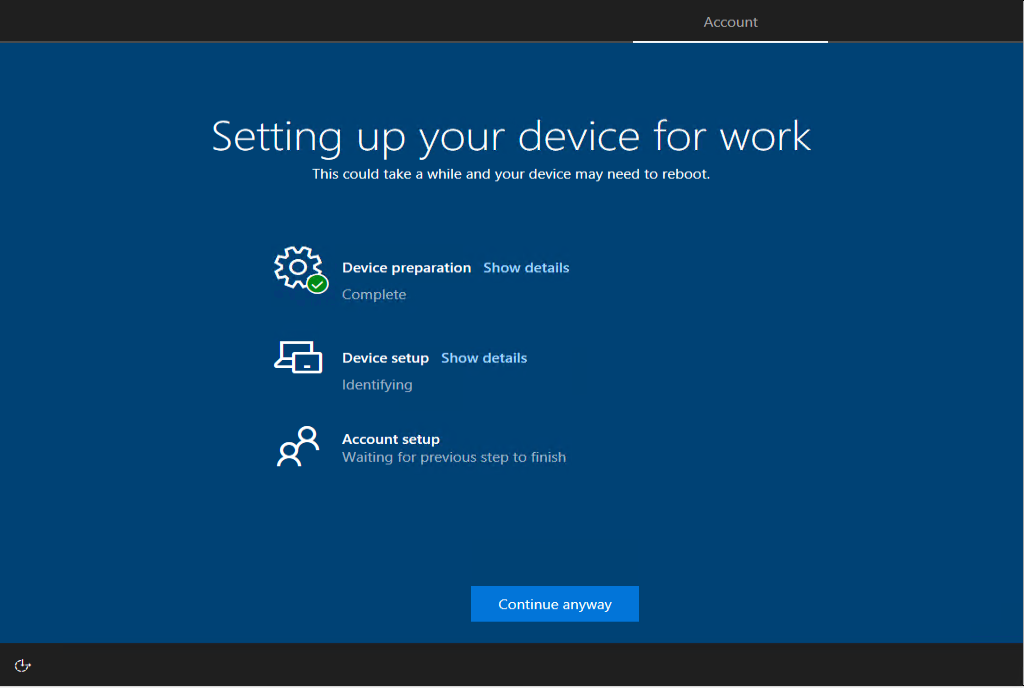 Account
Setting up your device for work
This could take a while and your device may need to reboot.
Device preparation Show details
Complete
Device setup Show details
Identifying
Account setup
Waiting for previous step to finish
Continue anyway